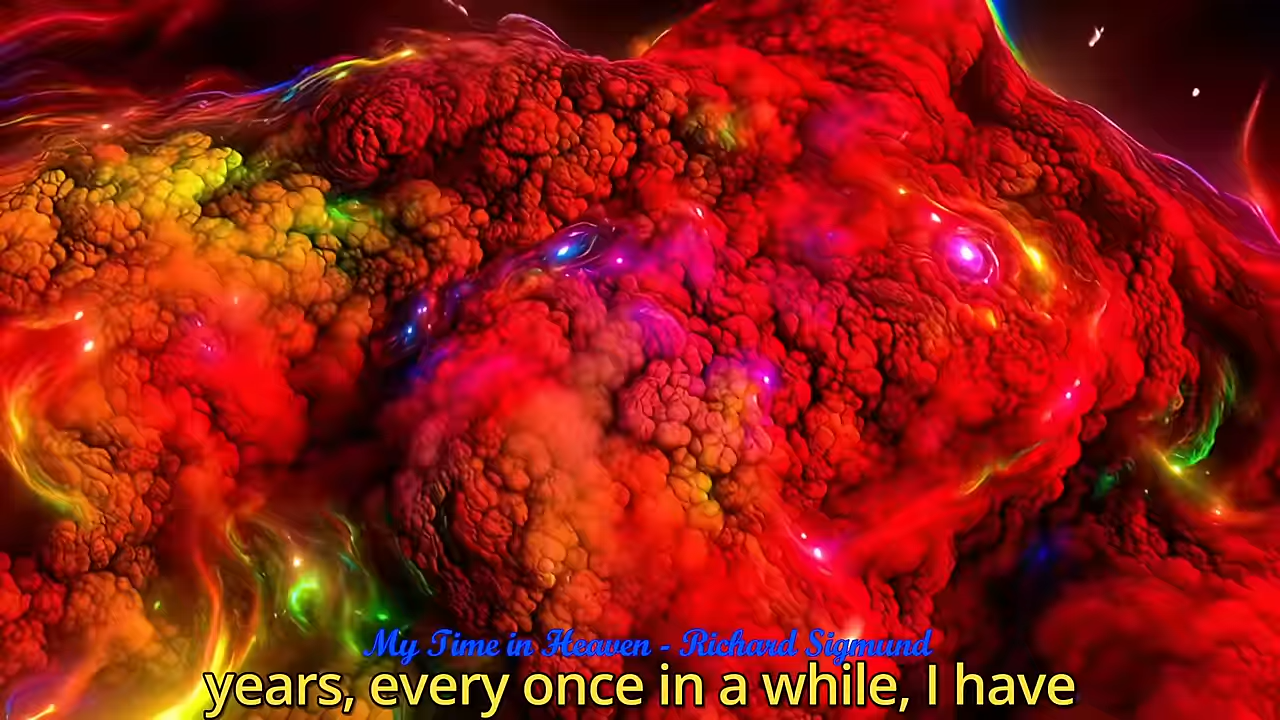 My Time in Heaven - Richard Sigmund
years, every once in a while, I have